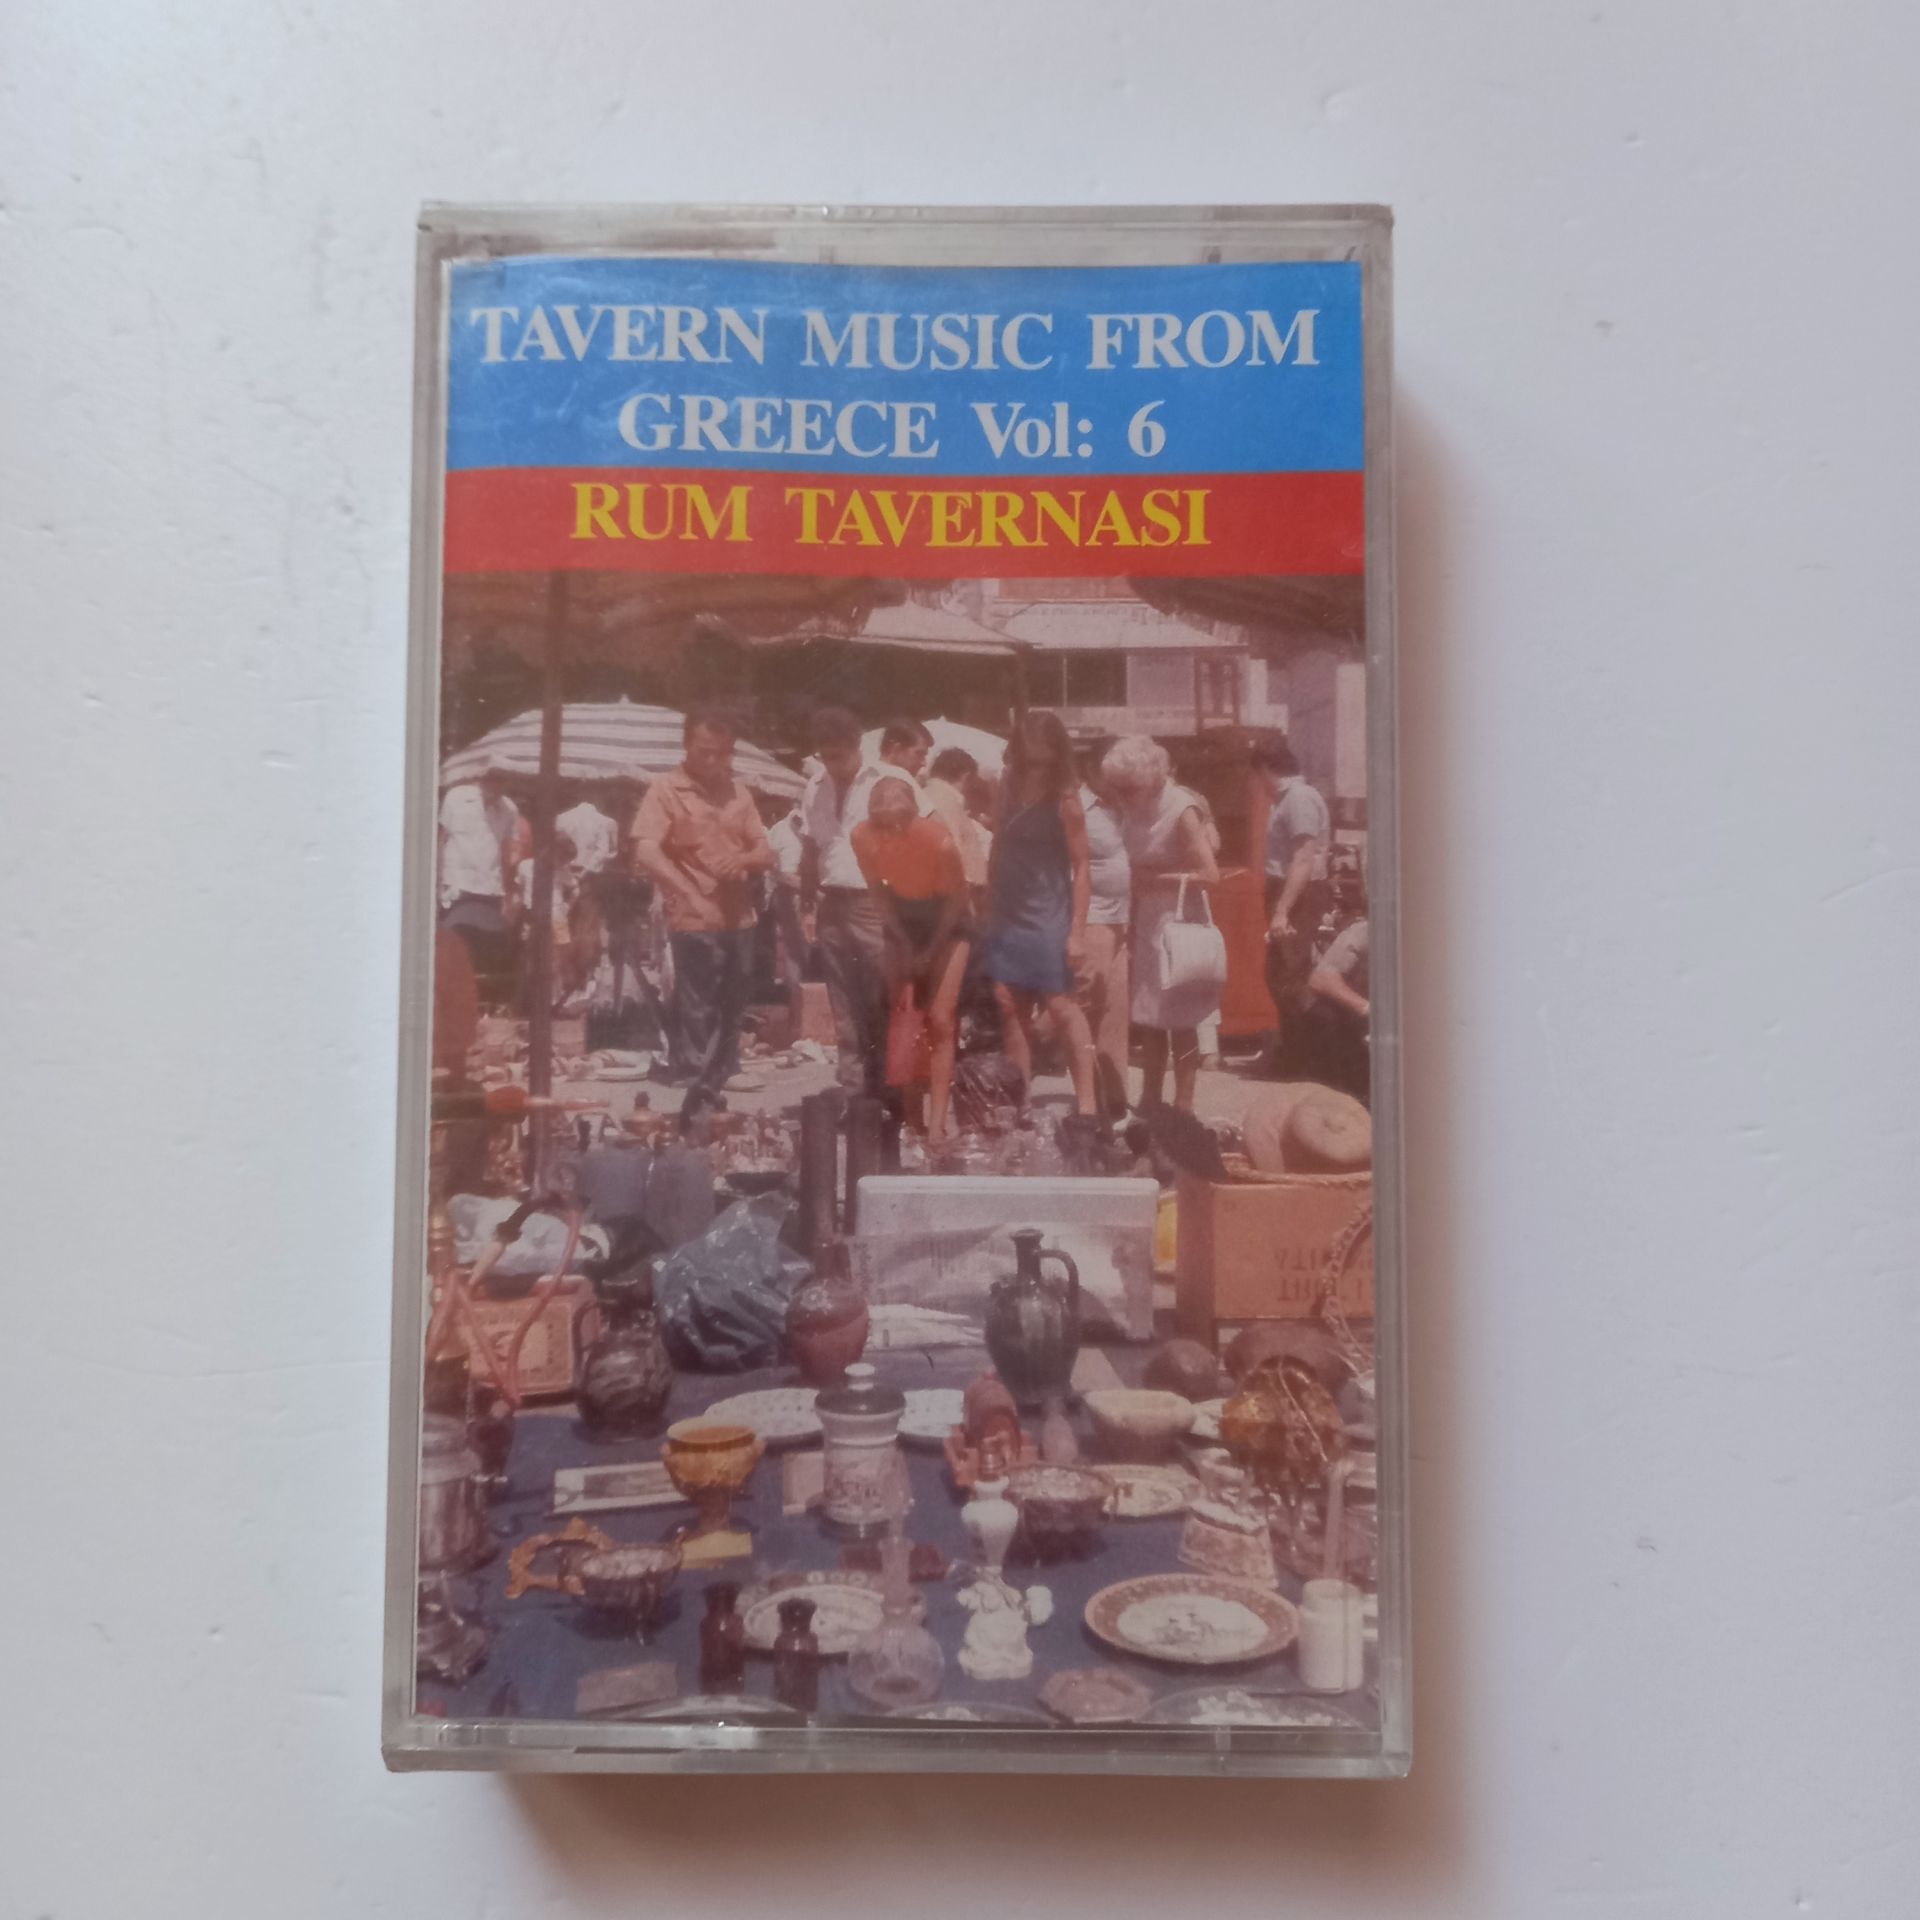 TAVERN MUSIC FROM
GREECE Vol: 6
RUM TAVERNASI